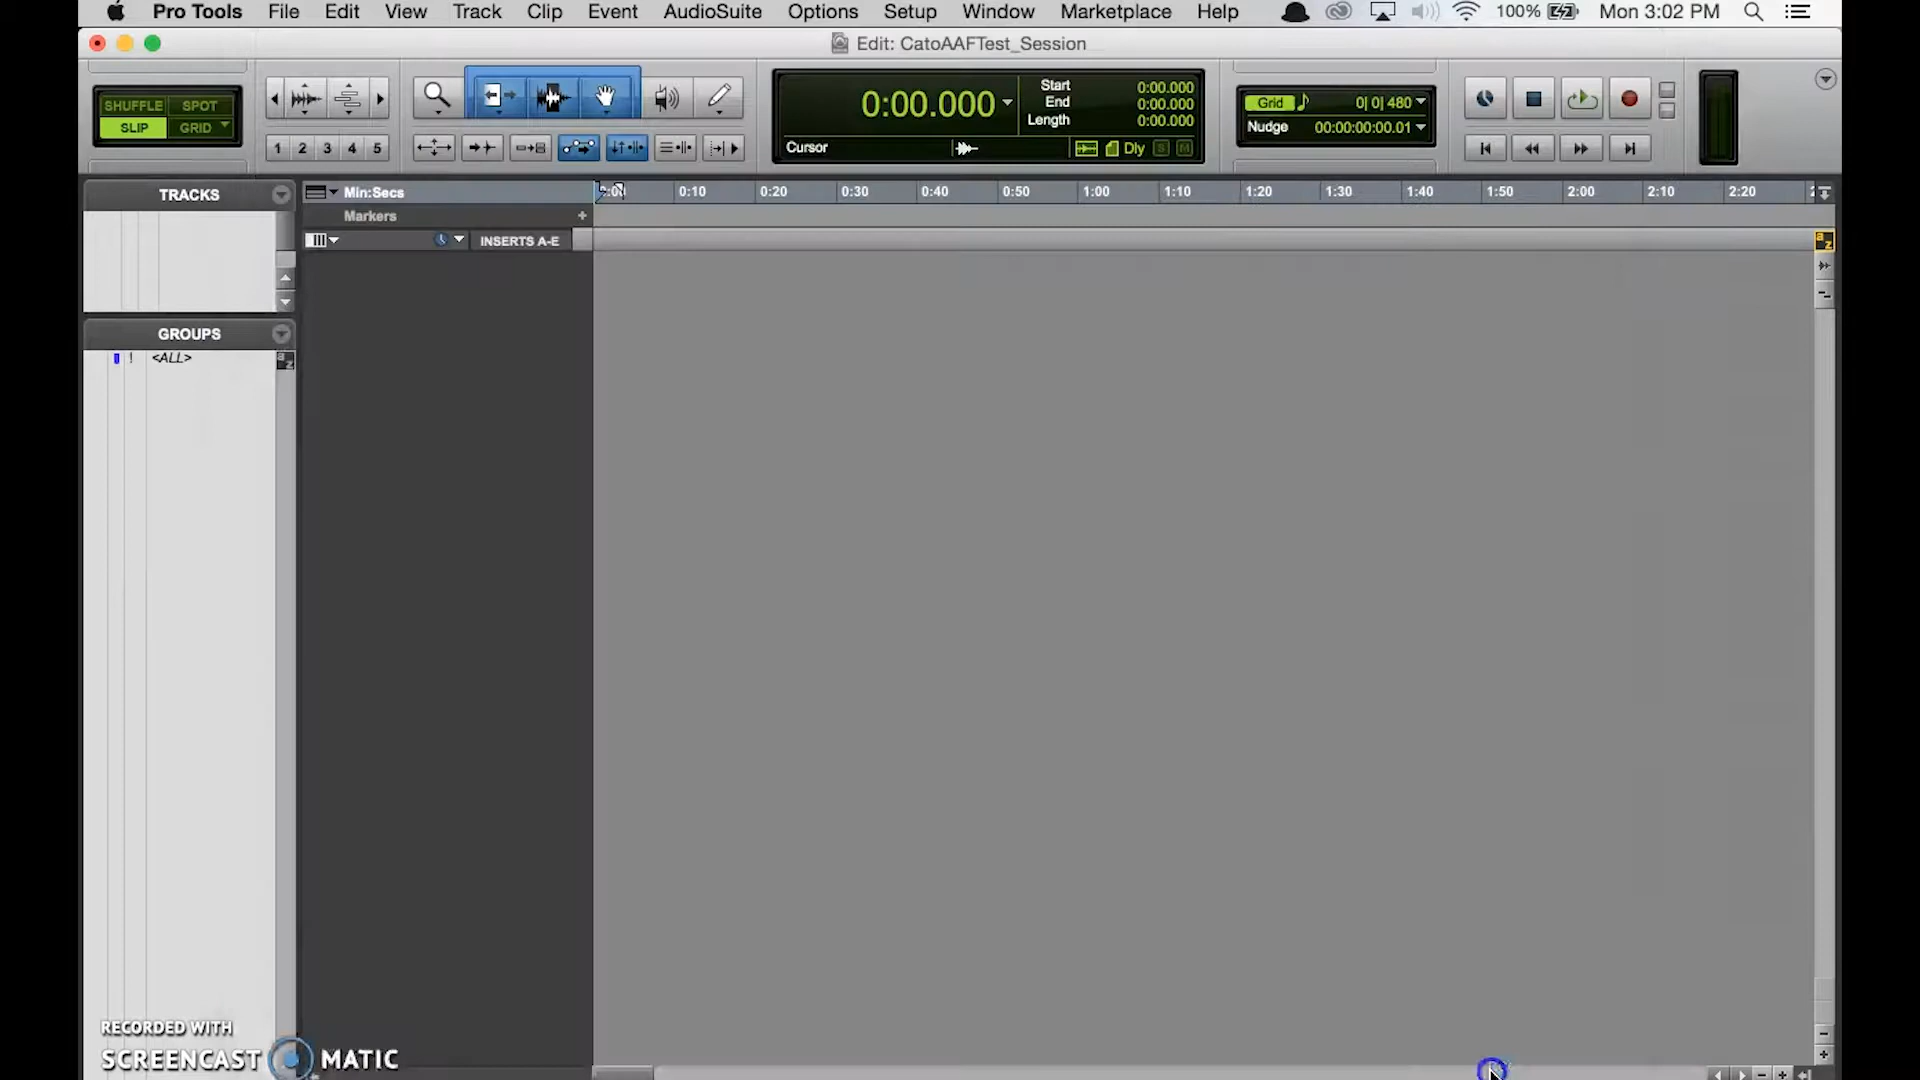 Pro Tools File Edit View Track Clip Event AudioSuite Options Setup Window Marketplace Help 100% Mon 3:02 PM
Edit: CatoAAFTest_Session
SHUFFLE SPOT
SLIP GRID
1 2 3 4 5
0:00.000
Start 0:00.000
End 0:00.000
Length 0:00.000
Cursor Dly S M
Grid 0| 0| 480
Nudge 00:00:00:00.01
TRACKS
Min:Secs 0:10 0:20 0:30 0:40 0:50 1:00 1:10 1:20 1:30 1:40 1:50 2:00 2:10 2:20
Markers
INSERTS A-E
a z
GROUPS
! <ALL>
a z
RECORDED WITH
SCREENCAST MATIC